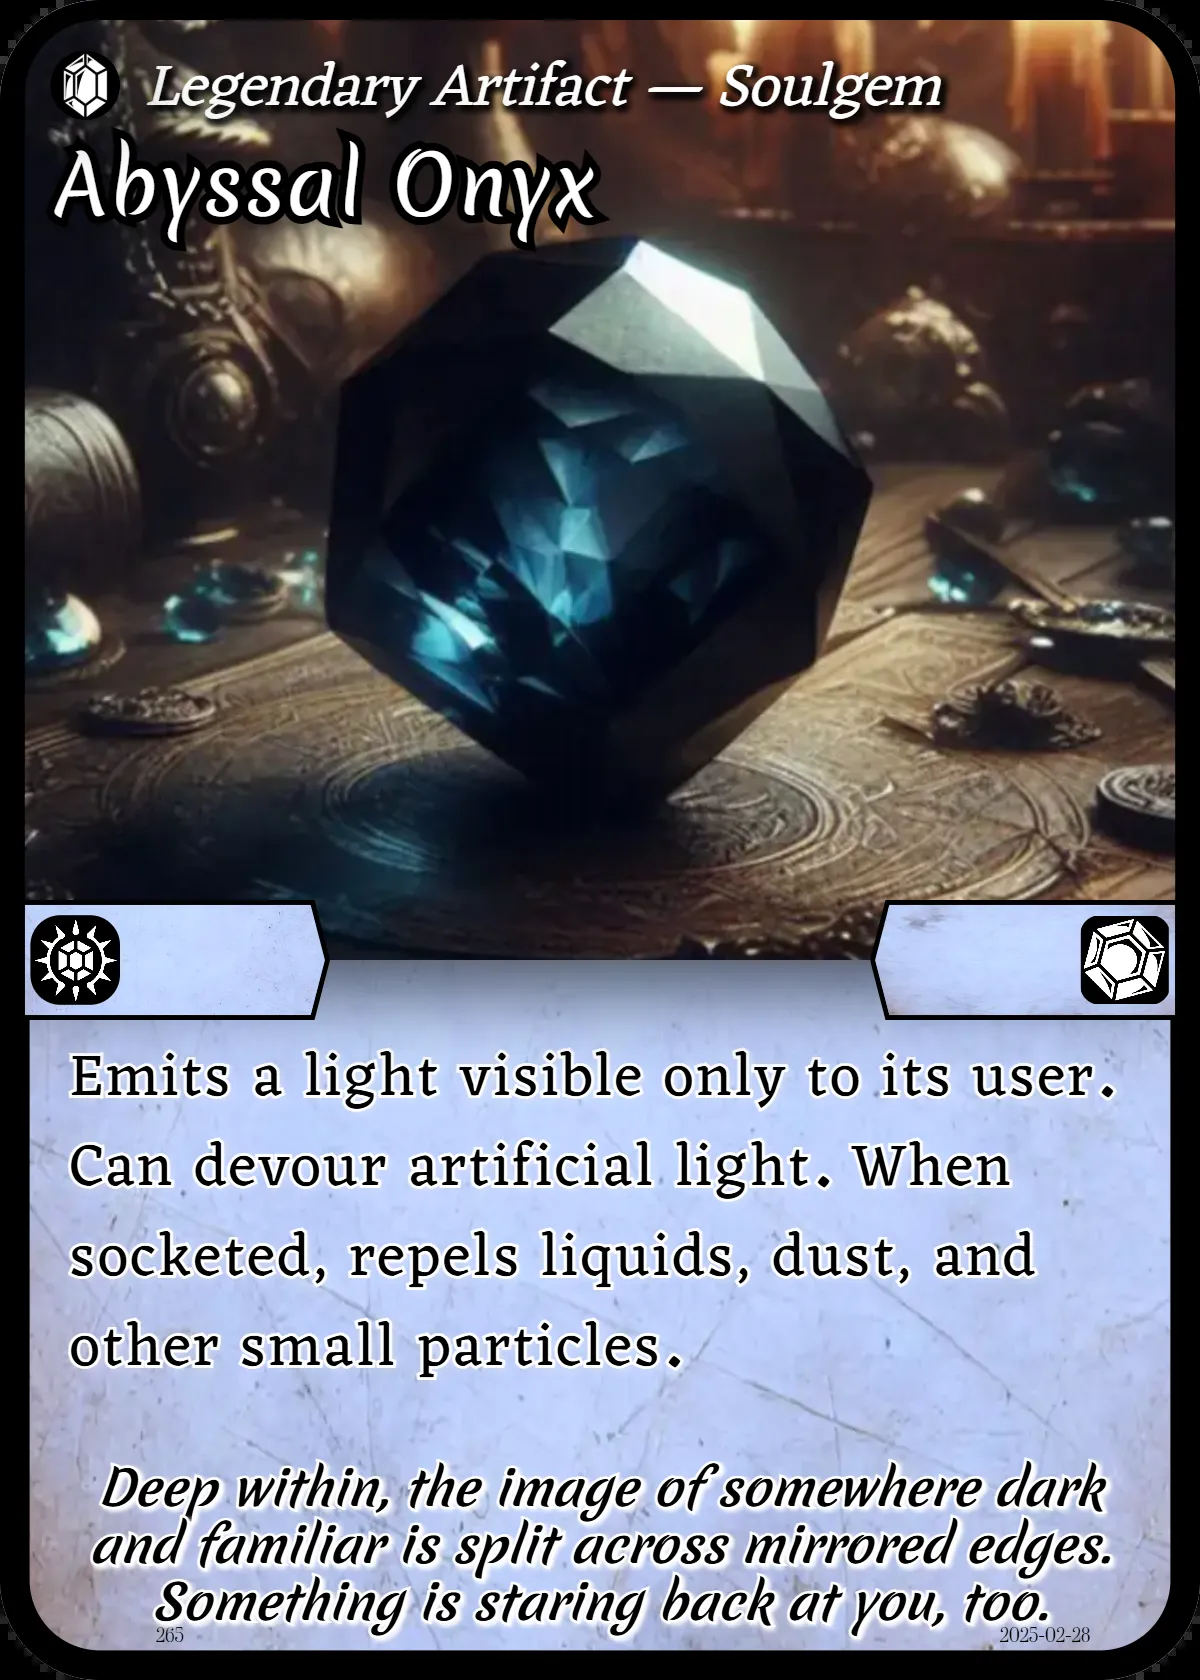 Legendary Artifact — Soulgem
Abyssal Onyx
Emits a light visible only to its user.
Can devour artificial light. When
socketed, repels liquids, dust, and
other small particles.
Deep within, the image of somewhere dark
and familiar is split across mirrored edges.
Something is staring back at you, too.
265
2025-02-28